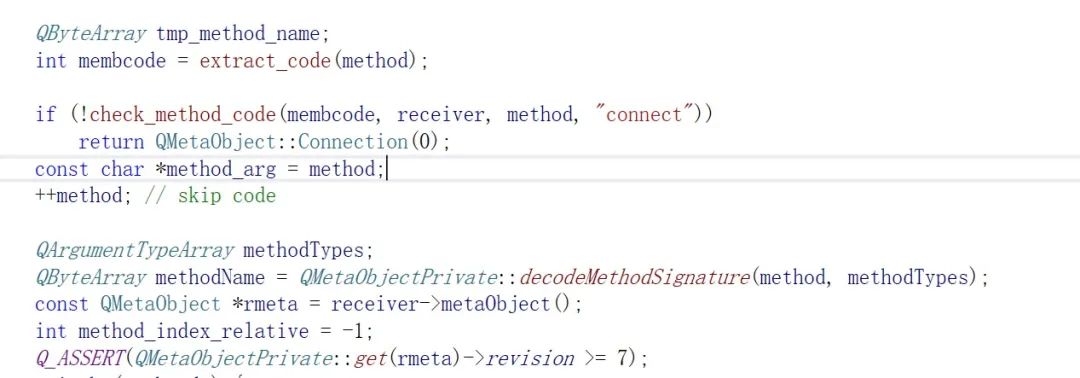 QByteArray tmp_method_name;
int membcode = extract_code(method);
if (!check_method_code(membcode, receiver, method, "connect"))
return QMetaObject::Connection(0);
const char *method_arg = method;
++method; // skip code
QArgumentTypeArray methodTypes;
QByteArray methodName = QMetaObjectPrivate::decodeMethodSignature(method, methodTypes);
const QMetaObject *rmeta = receiver->metaObject();
int method_index_relative = -1;
Q_ASSERT(QMetaObjectPrivate::get(rmeta)->revision >= 7);